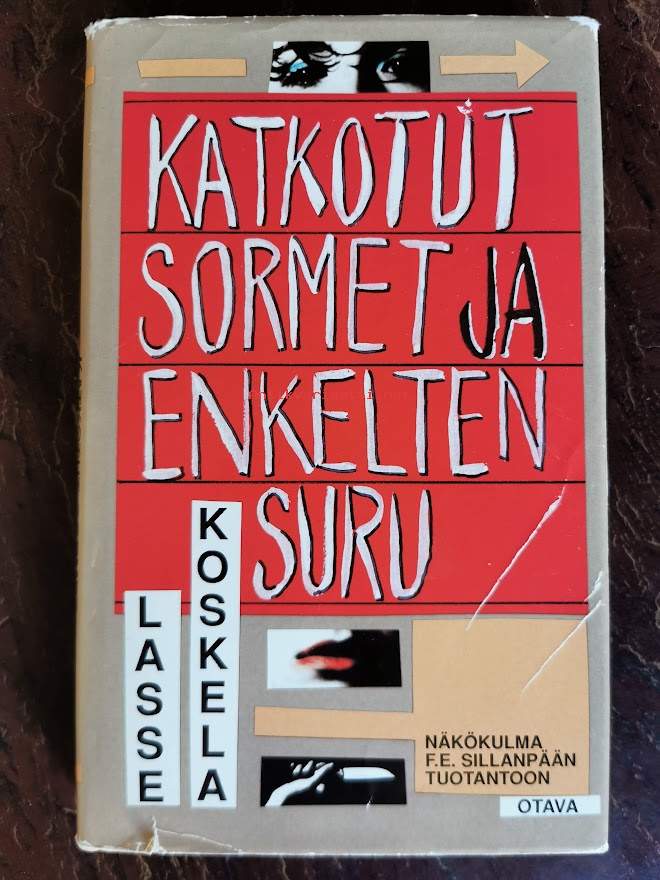 KATKOTUT
SORMET JA
ENKELTEN
SURU
LASSE
KOSKELA
NÄKÖKULMA
F.E. SILLANPÄÄN
TUOTANTOON
OTAVA